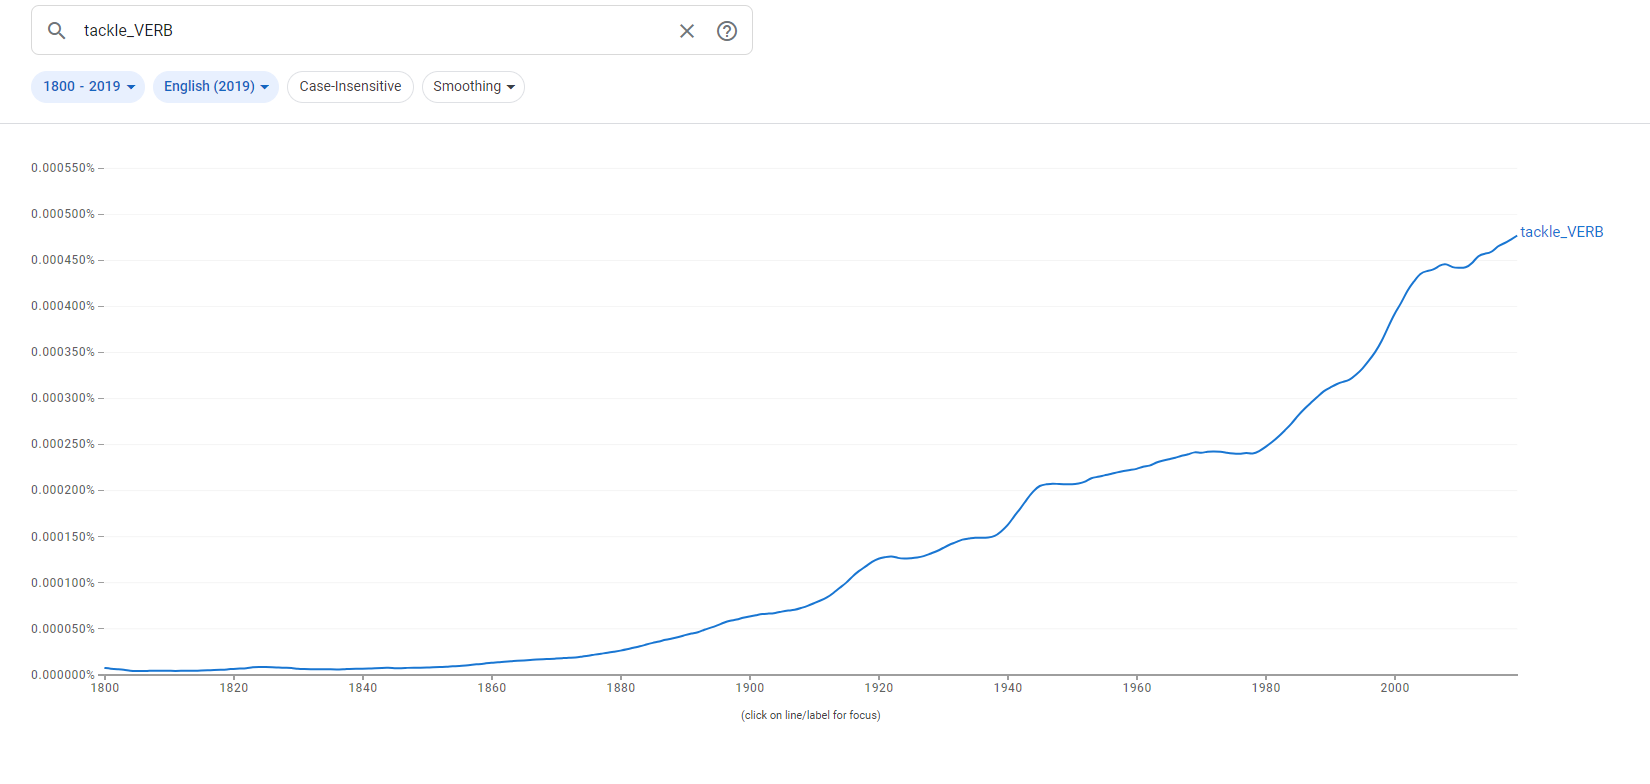 tackle_VERB
1800 - 2019 English (2019) Case-Insensitive Smoothing
0.000550%
0.000500%
tackle_VERB
0.000450%
0.000400%
0.000350%
0.000300%
0.000250%
0.000200%
0.000150%
0.000100%
0.000050%
0.000000%
1800 1820 1840 1860 1880 1900 1920 1940 1960 1980 2000
(click on line/label for focus)